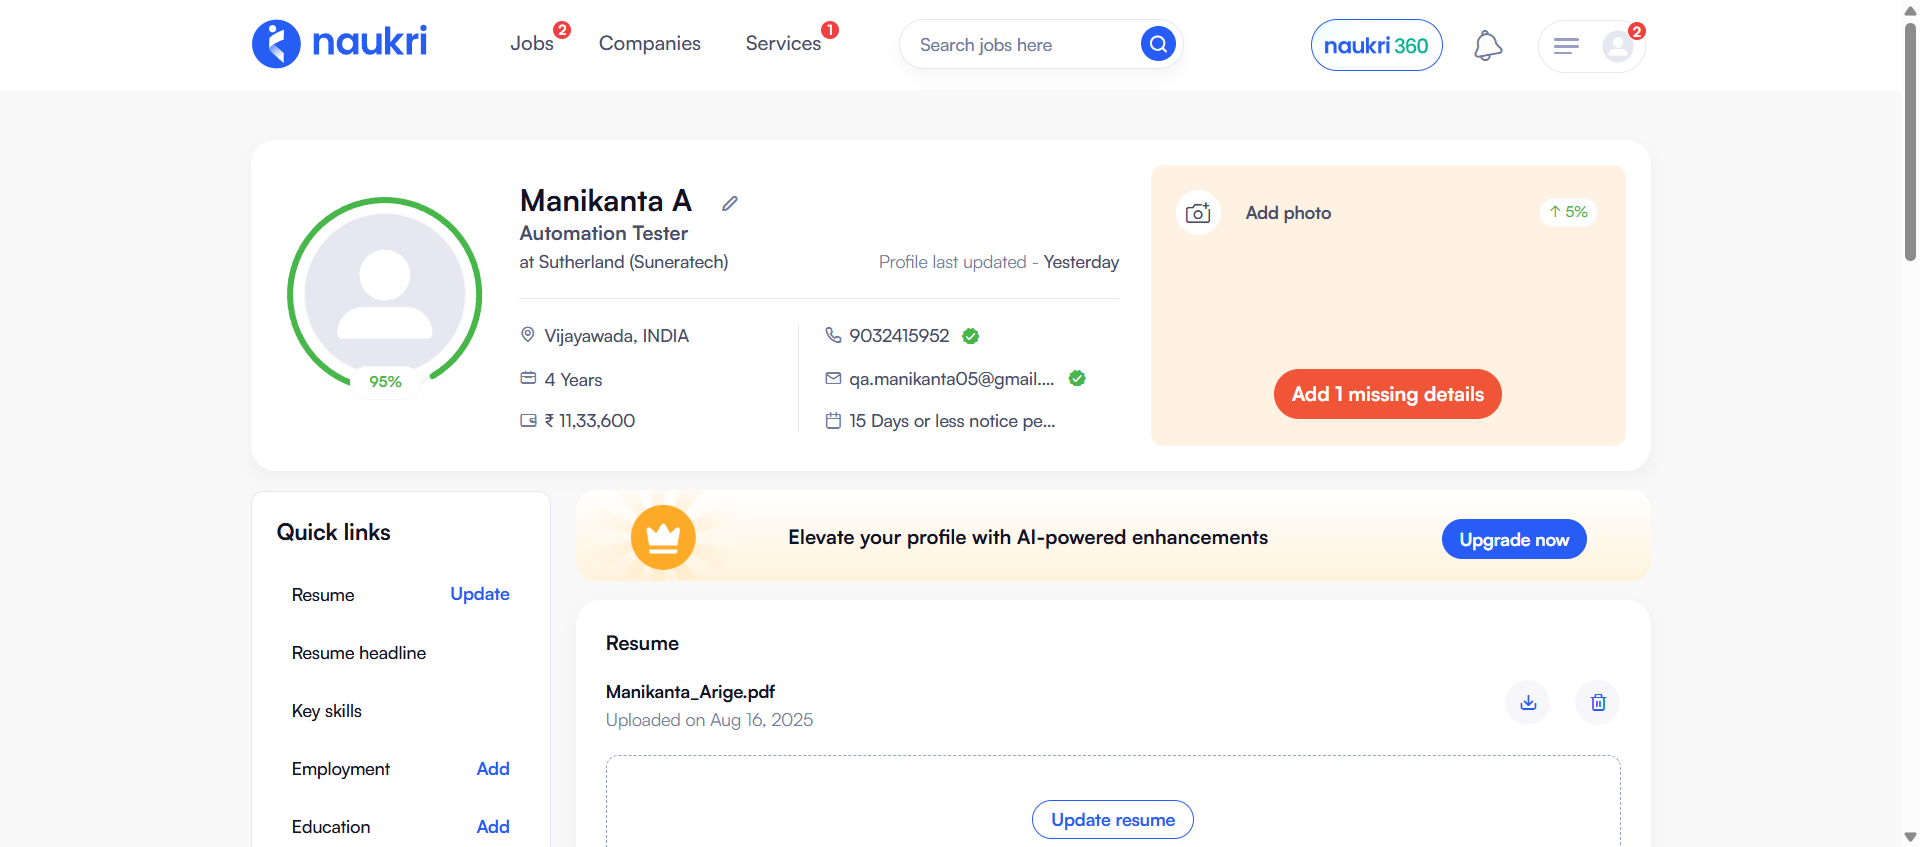 naukri
Jobs 2
Companies
Services 1
Search jobs here
naukri 360
2
Manikanta A
Automation Tester
at Sutherland (Suneratech)
Profile last updated - Yesterday
95%
Vijayawada, INDIA
4 Years
₹ 11,33,600
9032415952
qa.manikanta05@gmail....
15 Days or less notice pe...
Add photo
↑ 5%
Add 1 missing details
Quick links
Resume Update
Resume headline
Key skills
Employment Add
Education Add
Elevate your profile with AI-powered enhancements
Upgrade now
Resume
Manikanta_Arige.pdf
Uploaded on Aug 16, 2025
Update resume